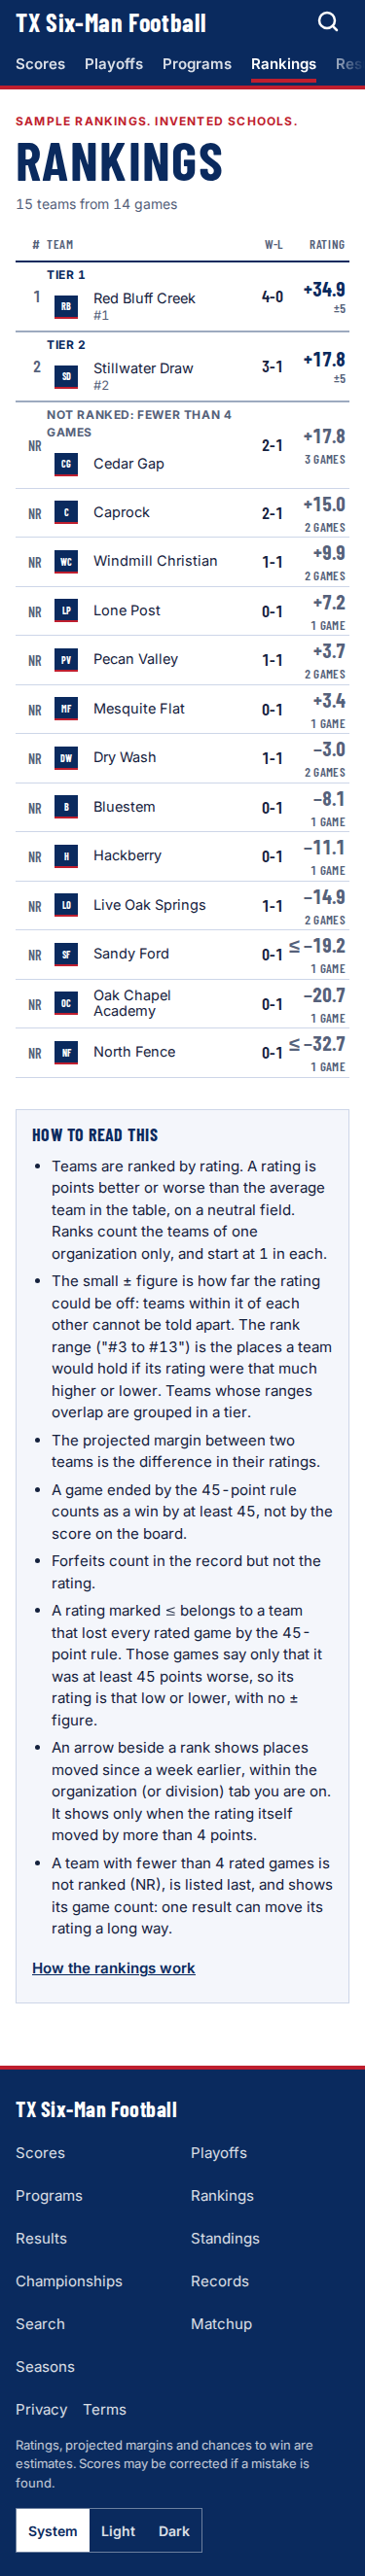 TX Six-Man Football
Scores Playoffs Programs Rankings Res
SAMPLE RANKINGS. INVENTED SCHOOLS.
RANKINGS
15 teams from 14 games
# TEAM W-L RATING
TIER 1
1 RB Red Bluff Creek 4-0 +34.9
#1 ±5
TIER 2
2 SD Stillwater Draw 3-1 +17.8
#2 ±5
NOT RANKED: FEWER THAN 4
GAMES
NR CG Cedar Gap 2-1 +17.8
3 GAMES
NR C Caprock 2-1 +15.0
2 GAMES
NR WC Windmill Christian 1-1 +9.9
2 GAMES
NR LP Lone Post 0-1 +7.2
1 GAME
NR PV Pecan Valley 1-1 +3.7
2 GAMES
NR MF Mesquite Flat 0-1 +3.4
1 GAME
NR DW Dry Wash 1-1 −3.0
2 GAMES
NR B Bluestem 0-1 −8.1
1 GAME
NR H Hackberry 0-1 −11.1
1 GAME
NR LO Live Oak Springs 1-1 −14.9
2 GAMES
NR SF Sandy Ford 0-1 ≤ −19.2
1 GAME
NR OC Oak Chapel
Academy 0-1 −20.7
1 GAME
NR NF North Fence 0-1 ≤ −32.7
1 GAME
HOW TO READ THIS
• Teams are ranked by rating. A rating is
points better or worse than the average
team in the table, on a neutral field.
Ranks count the teams of one
organization only, and start at 1 in each.
• The small ± figure is how far the rating
could be off: teams within it of each
other cannot be told apart. The rank
range ("#3 to #13") is the places a team
would hold if its rating were that much
higher or lower. Teams whose ranges
overlap are grouped in a tier.
• The projected margin between two
teams is the difference in their ratings.
• A game ended by the 45-point rule
counts as a win by at least 45, not by the
score on the board.
• Forfeits count in the record but not the
rating.
• A rating marked ≤ belongs to a team
that lost every rated game by the 45-
point rule. Those games say only that it
was at least 45 points worse, so its
rating is that low or lower, with no ±
figure.
• An arrow beside a rank shows places
moved since a week earlier, within the
organization (or division) tab you are on.
It shows only when the rating itself
moved by more than 4 points.
• A team with fewer than 4 rated games is
not ranked (NR), is listed last, and shows
its game count: one result can move its
rating a long way.
How the rankings work
TX Six-Man Football
Scores Playoffs
Programs Rankings
Results Standings
Championships Records
Search Matchup
Seasons
Privacy Terms
Ratings, projected margins and chances to win are
estimates. Scores may be corrected if a mistake is
found.
System Light Dark